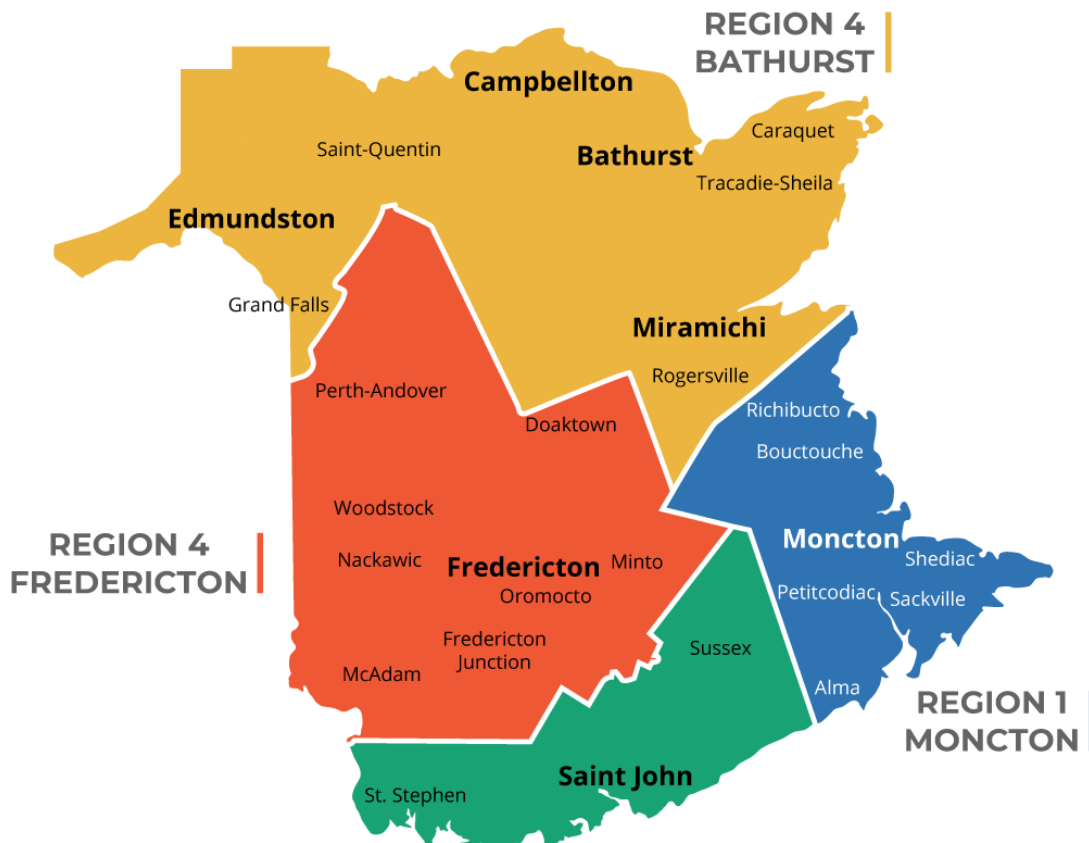 REGION 4
BATHURST
Campbellton
Caraquet
Saint-Quentin
Bathurst
Tracadie-Sheila
Edmundston
Grand Falls
Miramichi
Rogersville
Perth-Andover
Richibucto
Doaktown
Bouctouche
Woodstock
REGION 4
FREDERICTON
Moncton
Shediac
Nackawic
Fredericton
Minto
Oromocto
Petitcodiac
Sackville
Fredericton
Junction
Sussex
McAdam
Alma
REGION 1
MONCTON
Saint John
St. Stephen